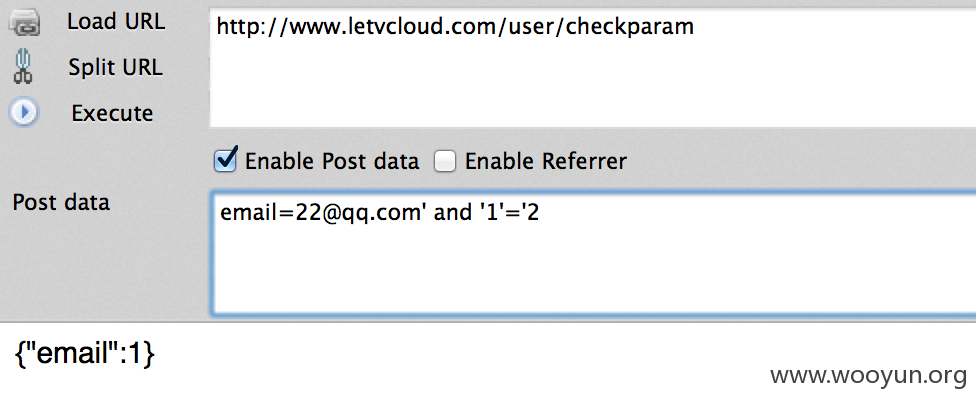 Load URL
http://www.letvcloud.com/user/checkparam
Split URL
Execute
Enable Post data
Enable Referrer
Post data
email=22@qq.com' and '1'='2
{"email":1}
www.wooyun.org